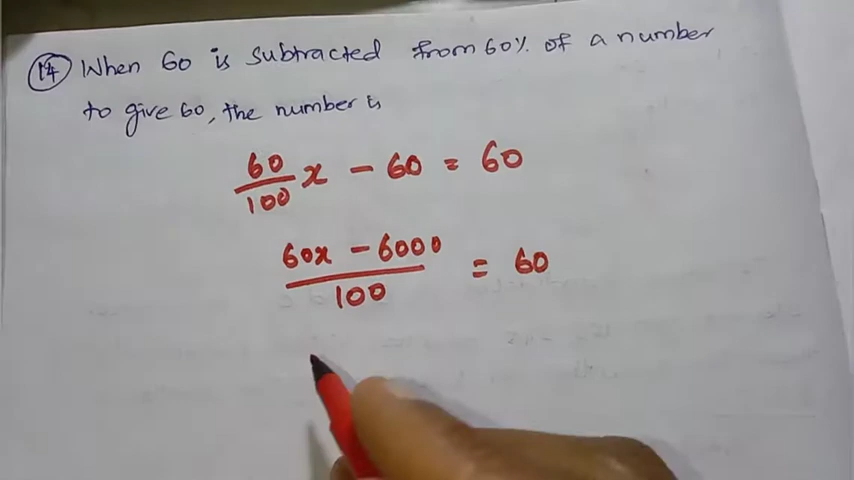 14 When 60 is subtracted from 60% of a number
to give 60, the number is
60/100 x - 60 = 60
60x - 6000 / 100 = 60